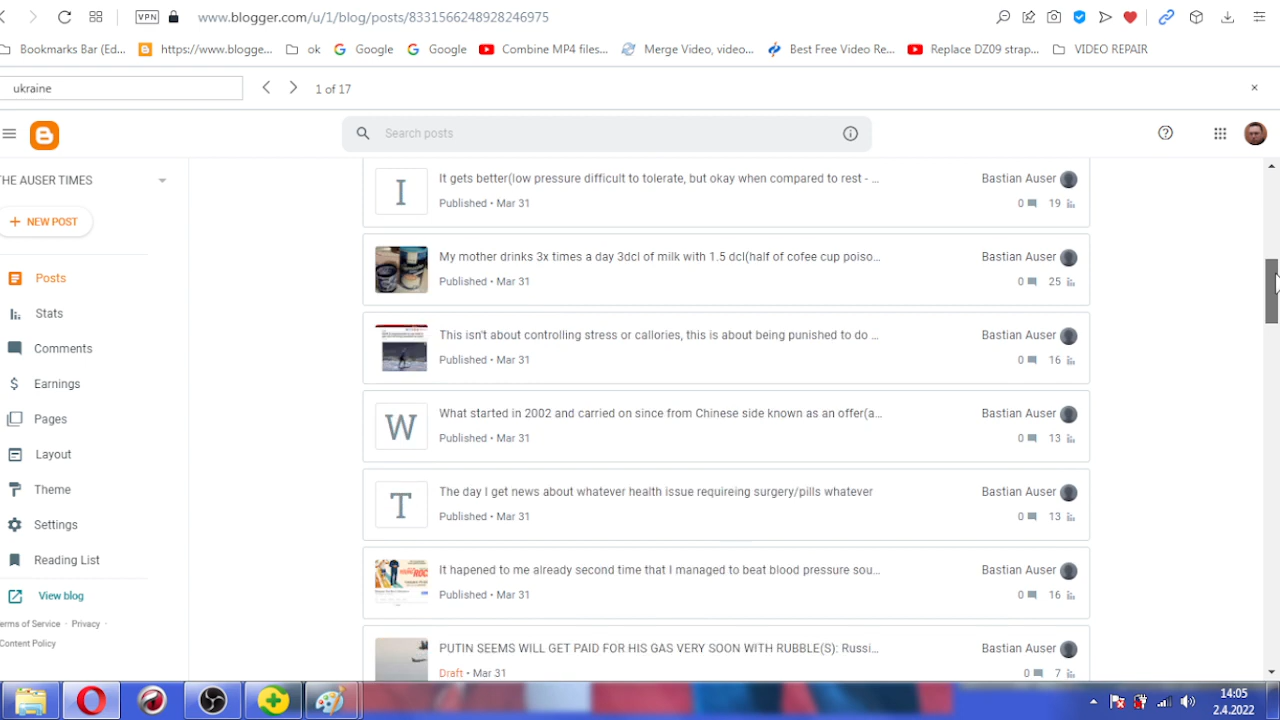 VPN
www.blogger.com/u/1/blog/posts/8331566248928246975
Bookmarks Bar (Ed...
https://www.blogge...
ok
Google
Google
Combine MP4 files...
Merge Video, video...
Best Free Video Re...
Replace DZ09 strap...
VIDEO REPAIR
ukraine
1 of 17
Search posts
THE AUSER TIMES
NEW POST
Posts
Stats
Comments
Earnings
Pages
Layout
Theme
Settings
Reading List
View blog
erms of Service · Privacy ·
Content Policy
I
It gets better(low pressure difficult to tolerate, but okay when compared to rest - ...
Bastian Auser
Published • Mar 31
0 19
My mother drinks 3x times a day 3dcl of milk with 1.5 dcl(half of cofee cup poiso...
Bastian Auser
Published • Mar 31
0 25
This isn't about controlling stress or callories, this is about being punished to do ...
Bastian Auser
Published • Mar 31
0 16
W
What started in 2002 and carried on since from Chinese side known as an offer(a...
Bastian Auser
Published • Mar 31
0 13
T
The day I get news about whatever health issue requireing surgery/pills whatever
Bastian Auser
Published • Mar 31
0 13
It hapened to me already second time that I managed to beat blood pressure sou...
Bastian Auser
Published • Mar 31
0 16
PUTIN SEEMS WILL GET PAID FOR HIS GAS VERY SOON WITH RUBBLE(S): Russi...
Bastian Auser
Draft • Mar 31
0 7
14:05
2.4.2022